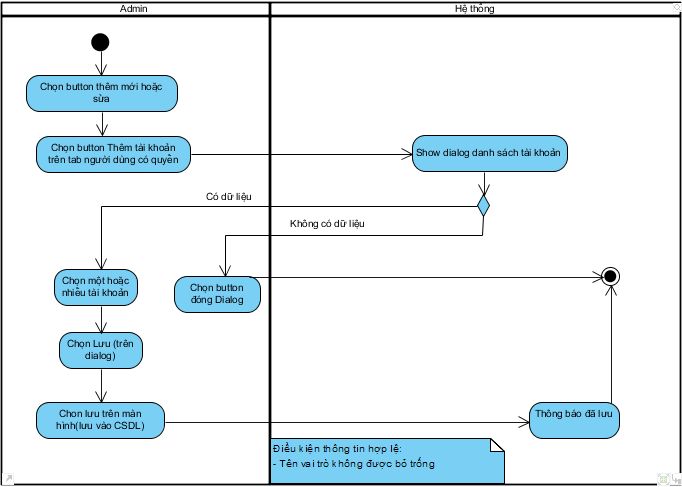 Admin
Hệ thống
Chọn button thêm mới hoặc
sửa
Chọn button Thêm tài khoản
trên tab người dùng có quyền
Show dialog danh sách tài khoản
Có dữ liệu
Không có dữ liệu
Chọn một hoặc
nhiều tài khoản
Chọn button
đóng Dialog
Chọn Lưu (trên
dialog)
Chọn lưu trên màn
hình(lưu vào CSDL)
Thông báo đã lưu
Điều kiện thông tin hợp lệ:
- Tên vai trò không được bỏ trống